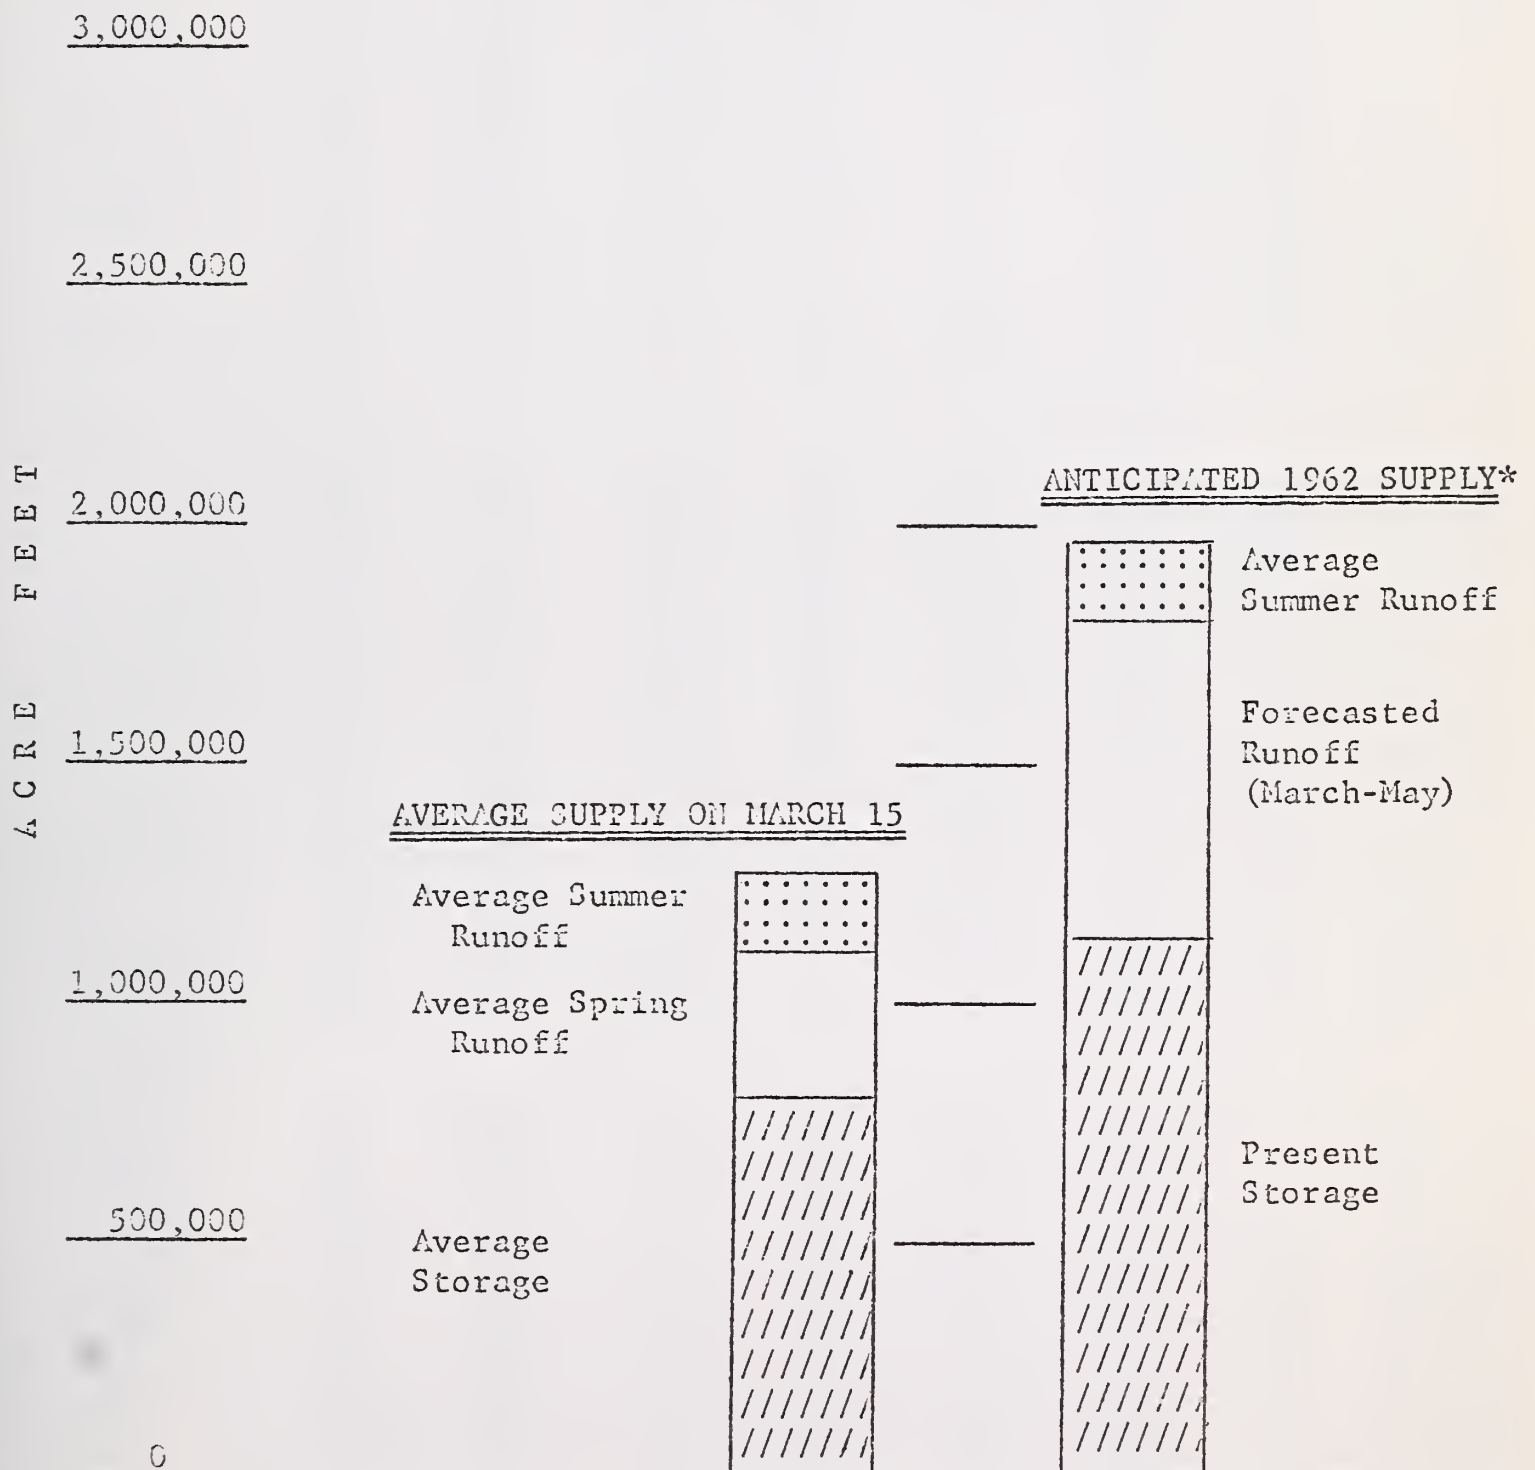 3,000,000
2,500,000
2,000,000
1,500,000
1,000,000
500,000
0
ACRE FEET
AVERAGE SUPPLY ON MARCH 15
Average Summer
Runoff
Average Spring
Runoff
Average
Storage
ANTICIPATED 1962 SUPPLY*
Average
Summer Runoff
Forecasted
Runoff
(March-May)
Present
Storage